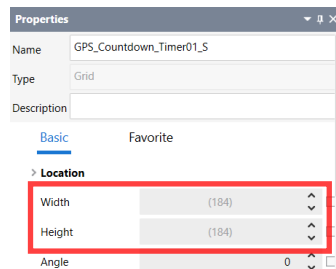 Properties
Name GPS_Countdown_Timer01_S
Type Grid
Description
Basic Favorite
Location
Width (184)
Height (184)
Angle 0